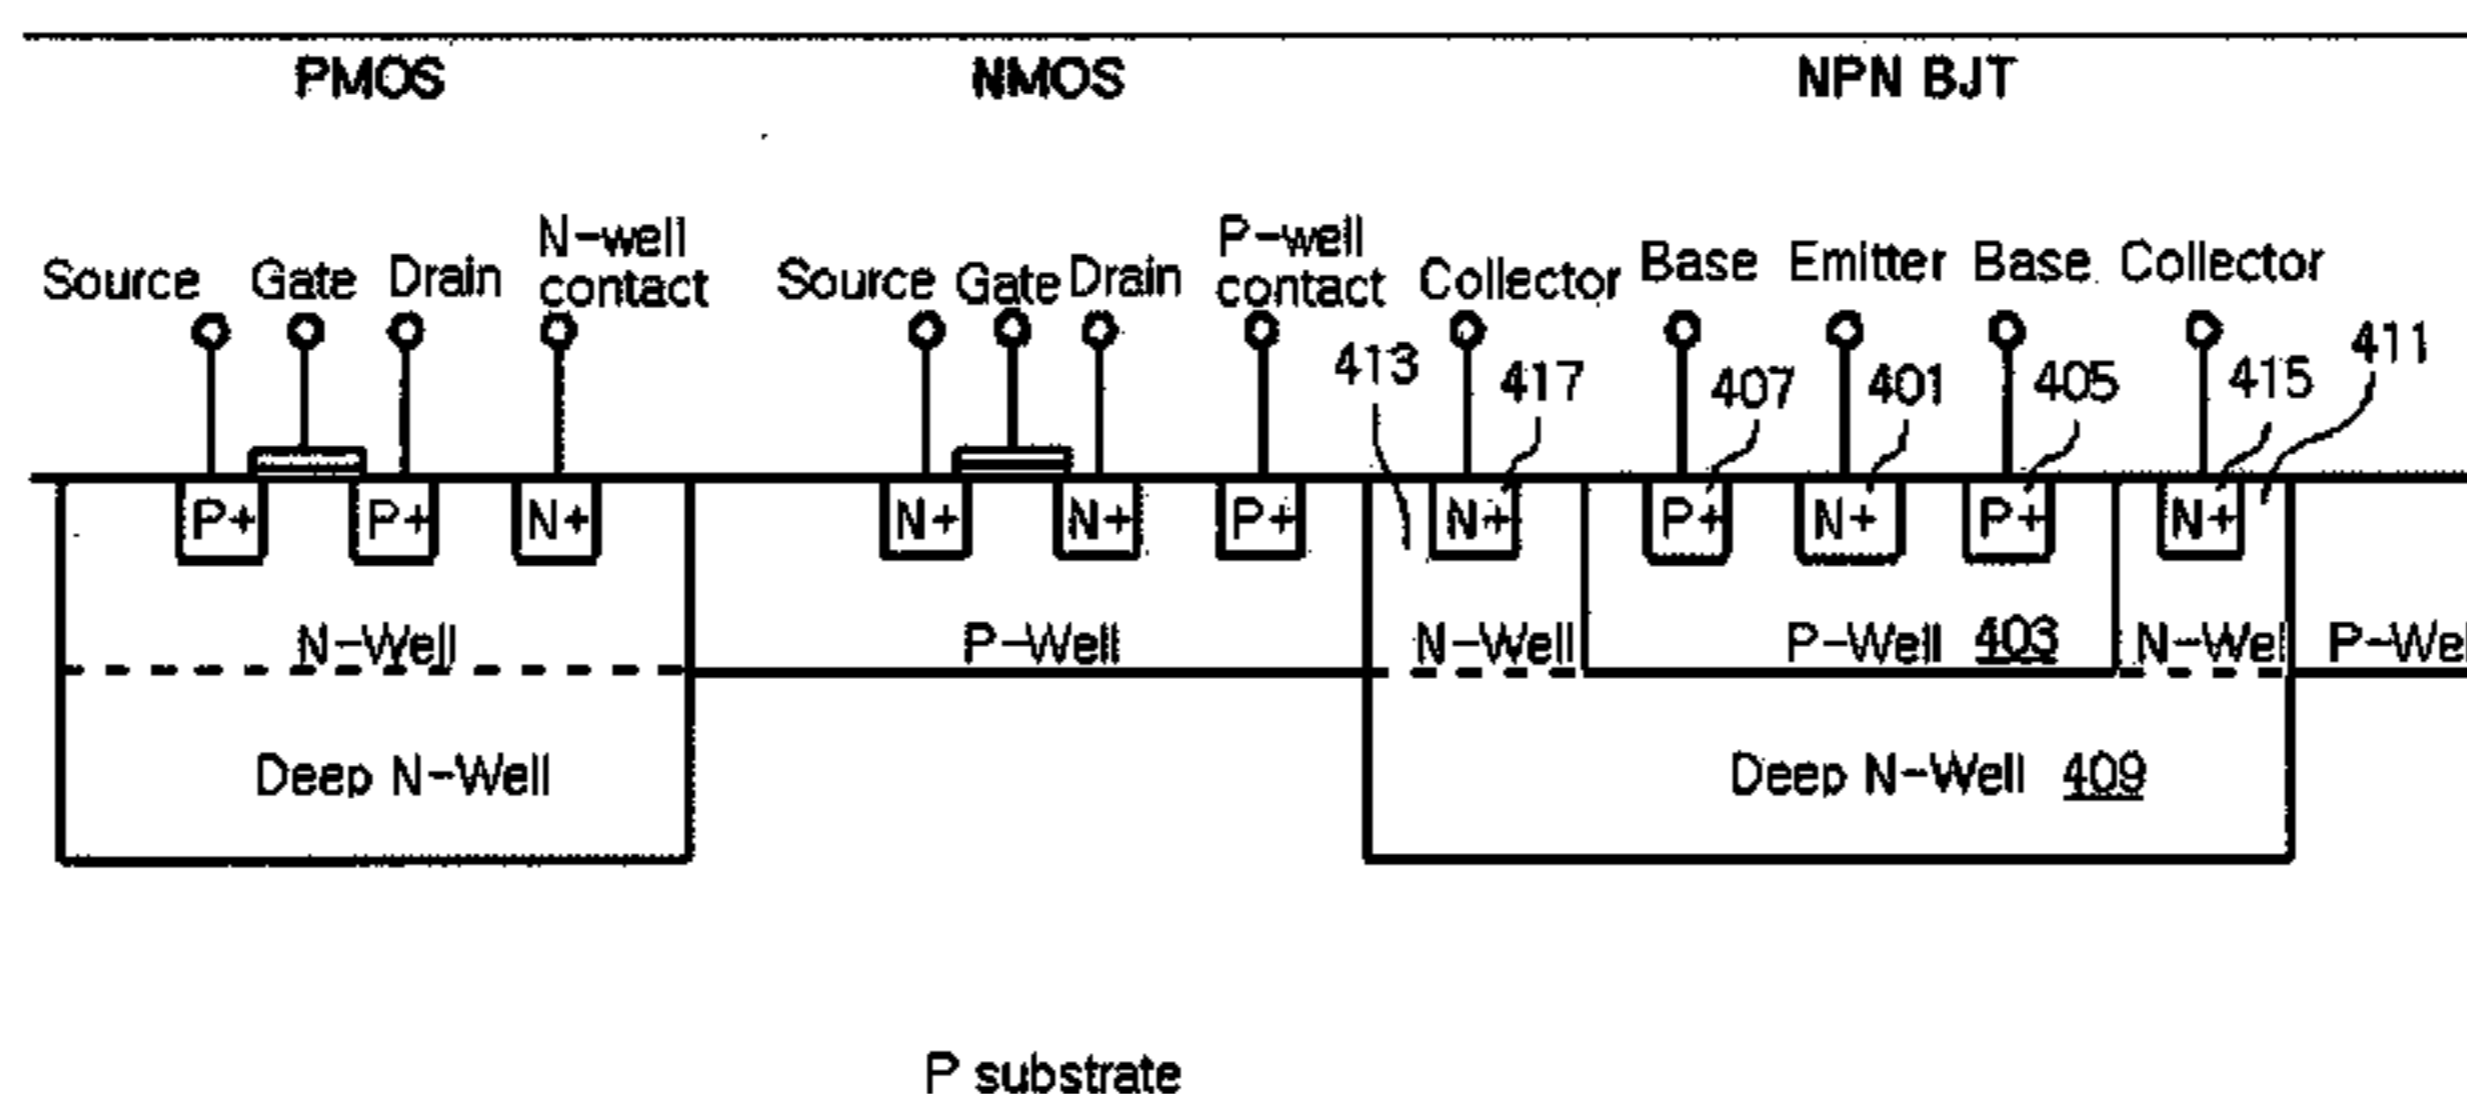 PMOS NMOS NPN BJT
N-well P-well
Source Gate Drain contact Source Gate Drain contact Collector Base Emitter Base Collector
413 417 407 401 405 415 411
P+ P+ N+ N+ N+ P+ N+ P+ N+ P+ N+
N-Well P-Well N-Well P-Well 403 N-Wel P-Wel
Deep N-Well Deep N-Well 409
P substrate